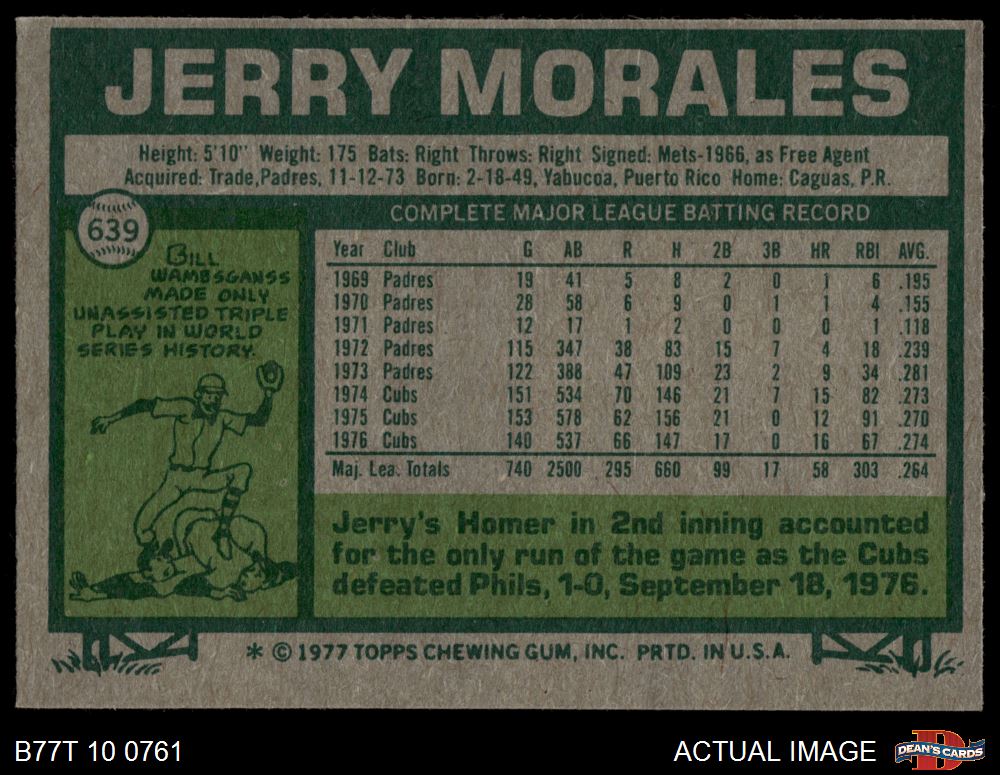 JERRY MORALES
Height: 5'10" Weight: 175 Bats: Right Throws: Right Signed: Mets-1966, as Free Agent
Acquired: Trade,Padres, 11-12-73 Born: 2-18-49, Yabucoa, Puerto Rico Home: Caguas, P.R.
639
BILL
WAMBSGANSS
MADE ONLY
UNASSISTED TRIPLE
PLAY IN WORLD
SERIES HISTORY.
COMPLETE MAJOR LEAGUE BATTING RECORD
Year Club G AB R H 2B 3B HR RBI AVG.
1969 Padres 19 41 5 8 2 0 1 6 .195
1970 Padres 28 58 6 9 0 1 1 4 .155
1971 Padres 12 17 1 2 0 0 0 1 .118
1972 Padres 115 347 38 83 15 7 4 18 .239
1973 Padres 122 388 47 109 23 2 9 34 .281
1974 Cubs 151 534 70 146 21 7 15 82 .273
1975 Cubs 153 578 62 156 21 0 12 91 .270
1976 Cubs 140 537 66 147 17 0 16 67 .274
Maj. Lea. Totals 740 2500 295 660 99 17 58 303 .264
Jerry's Homer in 2nd inning accounted
for the only run of the game as the Cubs
defeated Phils, 1-0, September 18, 1976.
* © 1977 TOPPS CHEWING GUM, INC. PRTD. IN U.S.A.
B77T 10 0761
ACTUAL IMAGE
D
DEAN'S CARDS